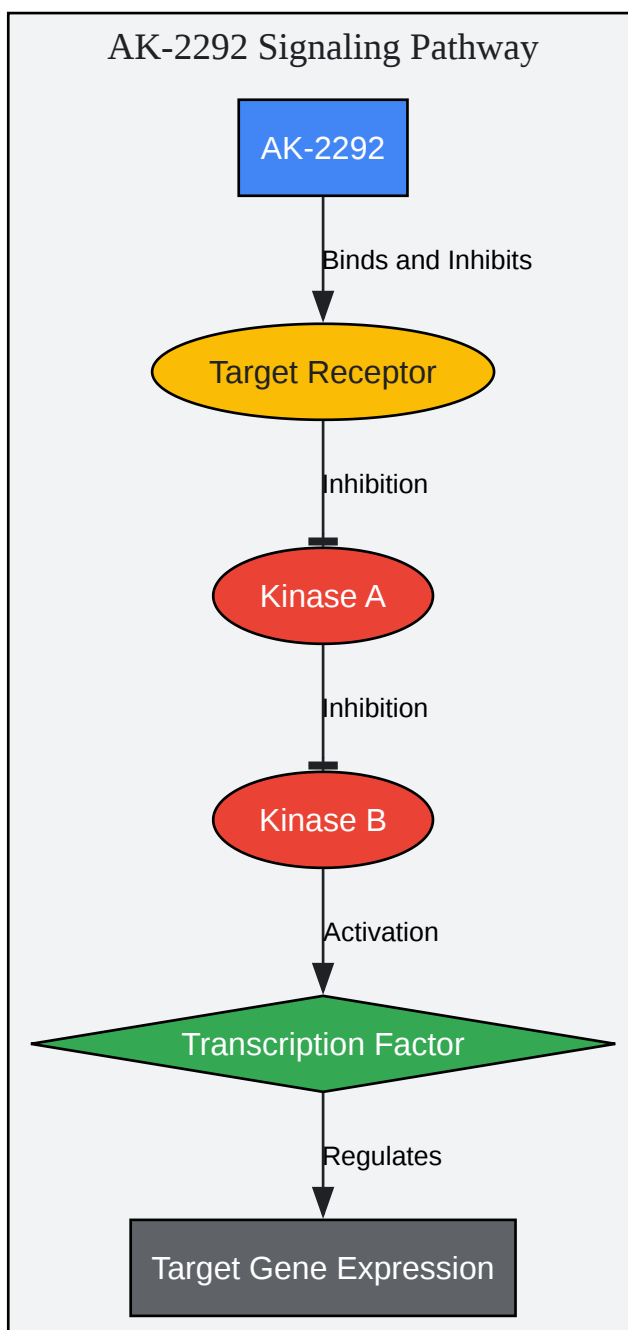 AK-2292 Signaling Pathway
AK-2292
Binds and Inhibits
Target Receptor
Inhibition
Kinase A
Inhibition
Kinase B
Activation
Transcription Factor
Regulates
Target Gene Expression